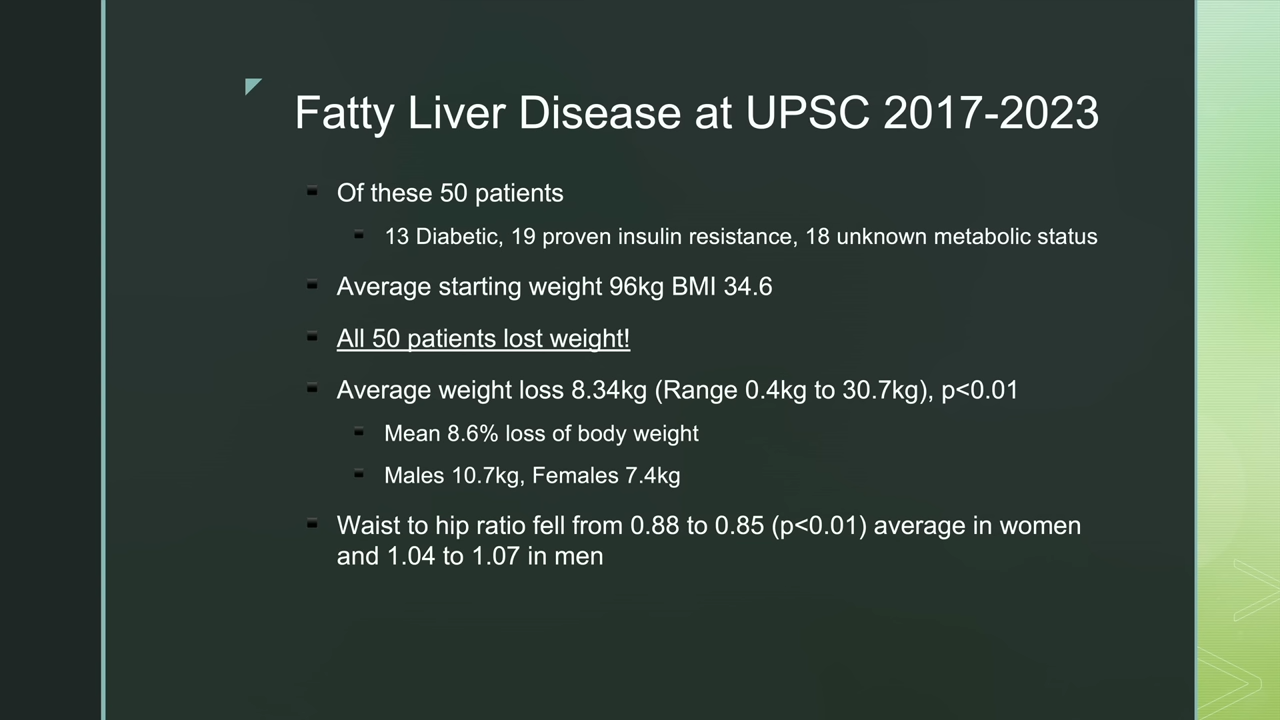 Fatty Liver Disease at UPSC 2017-2023
Of these 50 patients
13 Diabetic, 19 proven insulin resistance, 18 unknown metabolic status
Average starting weight 96kg BMI 34.6
All 50 patients lost weight!
Average weight loss 8.34kg (Range 0.4kg to 30.7kg), p<0.01
Mean 8.6% loss of body weight
Males 10.7kg, Females 7.4kg
Waist to hip ratio fell from 0.88 to 0.85 (p<0.01) average in women
and 1.04 to 1.07 in men